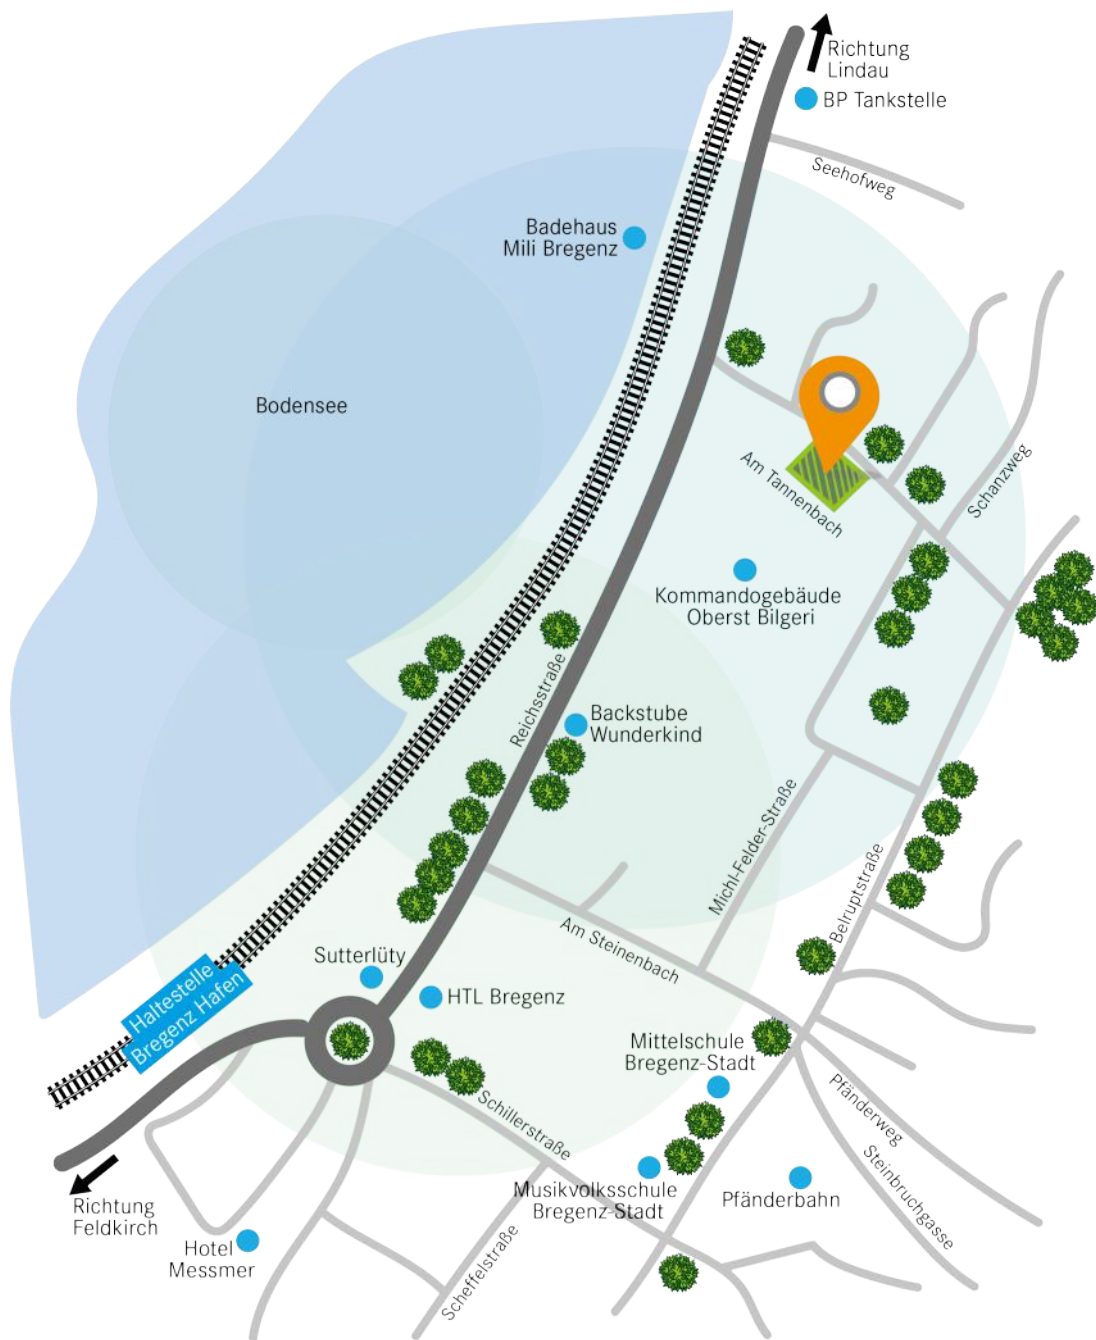 Richtung
Lindau
BP Tankstelle
Seehofweg
Badehaus
Mili Bregenz
Bodensee
Am Tannenbach
Schanzweg
Kommandogebäude
Oberst Bilgeri
Reichsstraße
Backstube
Wunderkind
Michl-Felder-Straße
Belruptstraße
Am Steinenbach
Sutterlüty
HTL Bregenz
Haltestelle
Bregenz Hafen
Mittelschule
Bregenz-Stadt
Schillerstraße
Pfänderweg
Steinbruchgasse
Musikvolksschule
Bregenz-Stadt
Pfänderbahn
Richtung
Feldkirch
Hotel
Messmer
Scheffelstraße